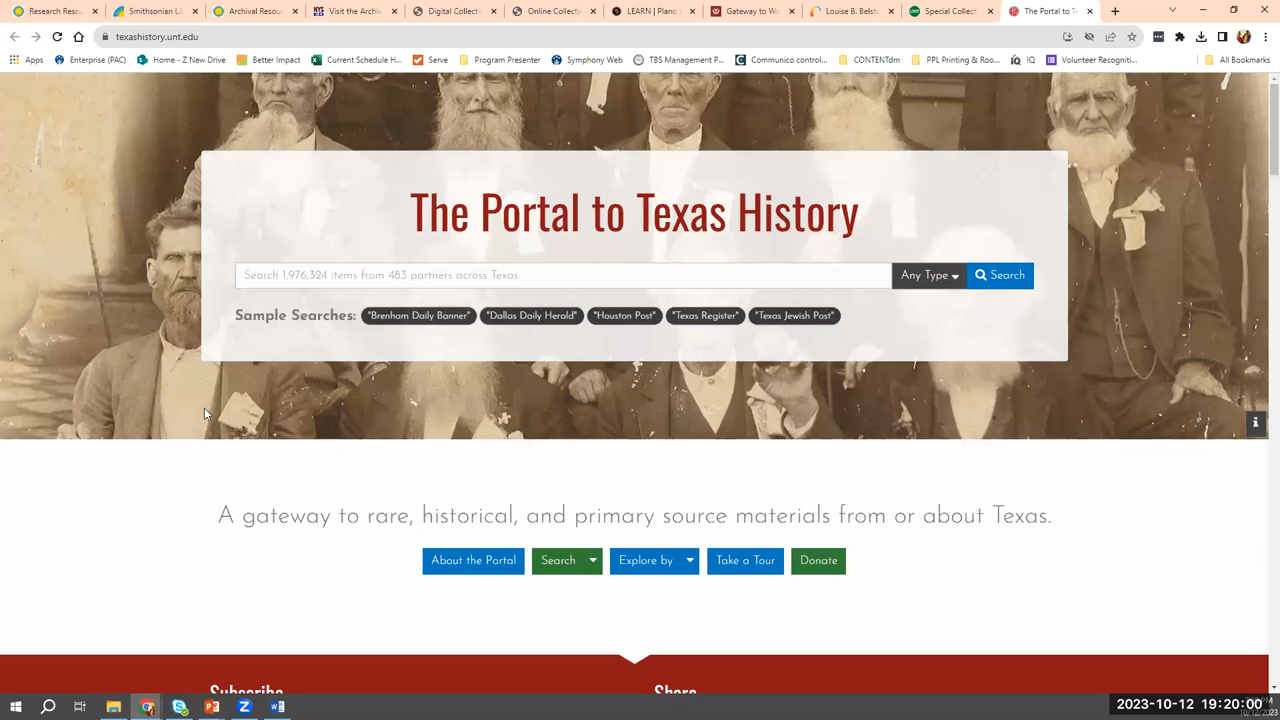 Research Reso
Smithsonian Li
Archival Resou
Visit the Archiv
Digital Collecti
Online Collecti
LEARN | Plano
Gateway to Wo
Louise B. Belst
Special Collect
The Portal to T
texashistory.unt.edu
Apps
Enterprise (PAC)
Home - Z New Drive
Better Impact
Current Schedule H...
Serve
Program Presenter
Symphony Web
TBS Management P...
Communico control...
CONTENTdm
PPL Printing & Roo...
IQ
Volunteer Recogniti...
All Bookmarks
The Portal to Texas History
Search 1,976,324 items from 483 partners across Texas
Any Type
Search
Sample Searches:
"Brenham Daily Banner"
"Dallas Daily Herald"
"Houston Post"
"Texas Register"
"Texas Jewish Post"
A gateway to rare, historical, and primary source materials from or about Texas.
About the Portal
Search
Explore by
Take a Tour
Donate
Subscribe
Share
2023-10-12 19:20:00